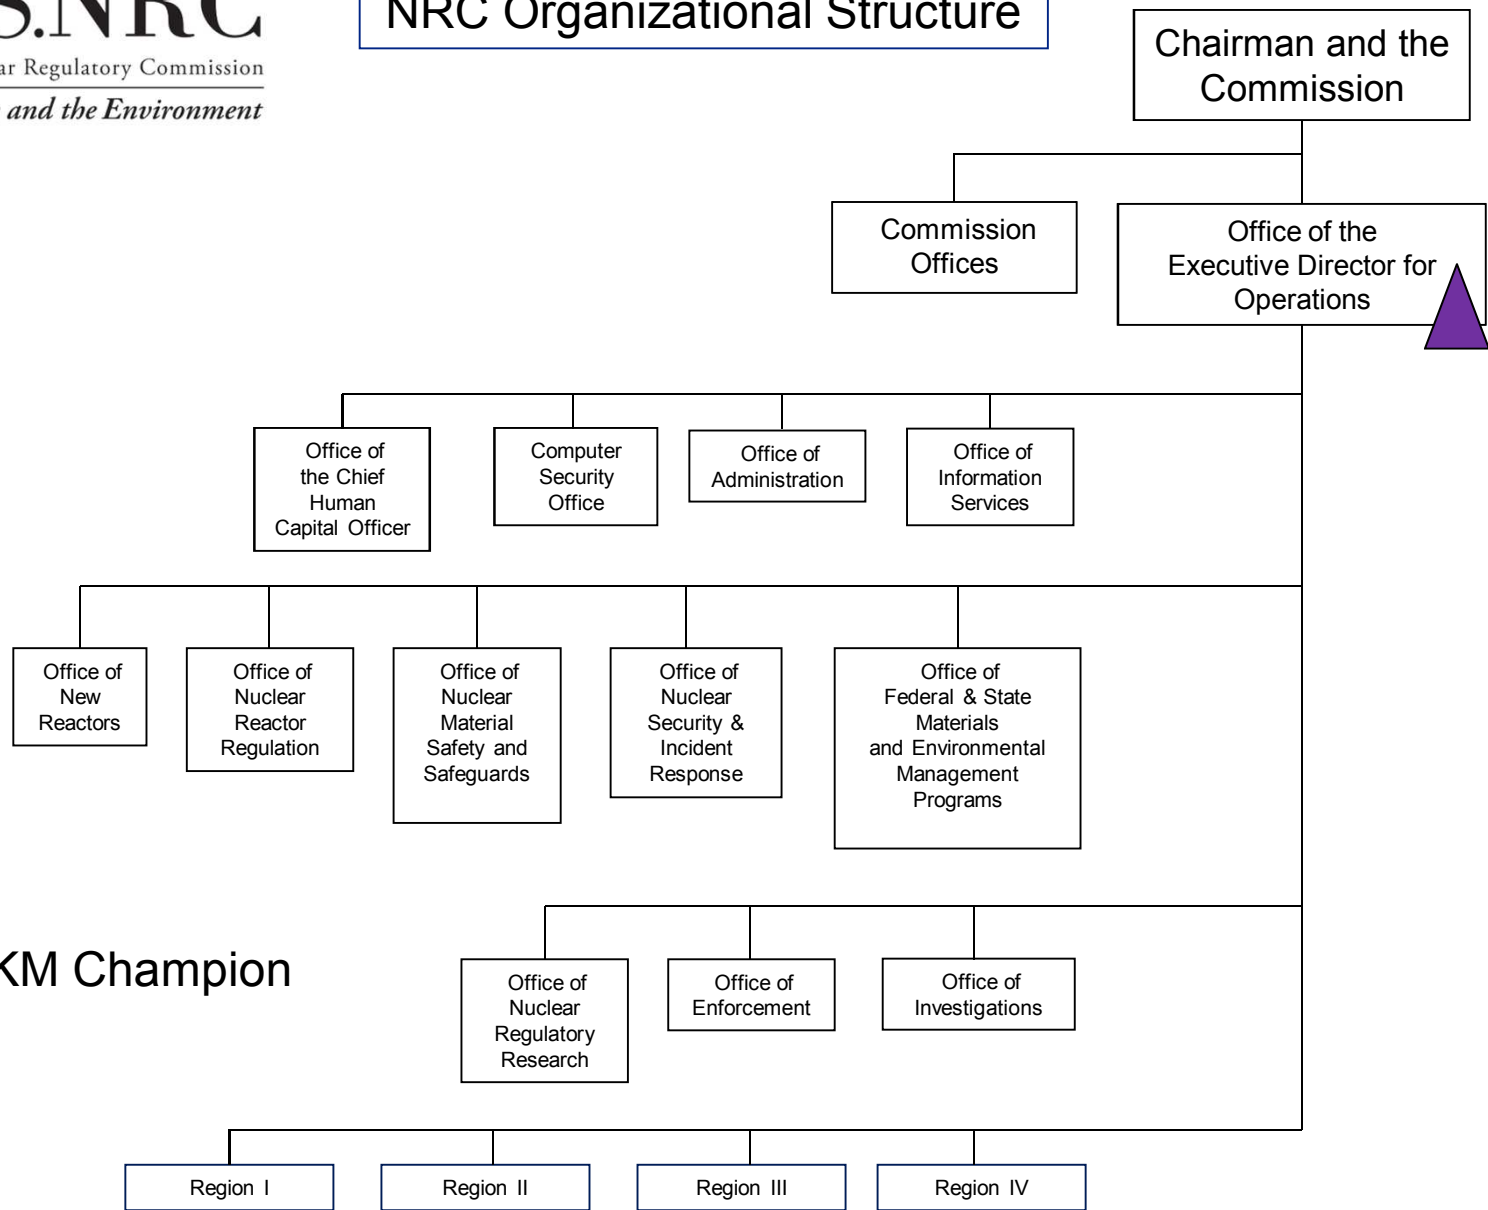 S.NRC
NRC Organizational Structure
ar Regulatory Commission
and the Environment
Chairman and the
Commission
Commission
Offices
Office of the
Executive Director for
Operations
Office of
the Chief
Human
Capital Officer
Computer
Security
Office
Office of
Administration
Office of
Information
Services
Office of
New
Reactors
Office of
Nuclear
Reactor
Regulation
Office of
Nuclear
Material
Safety and
Safeguards
Office of
Nuclear
Security &
Incident
Response
Office of
Federal & State
Materials
and Environmental
Management
Programs
KM Champion
Office of
Nuclear
Regulatory
Research
Office of
Enforcement
Office of
Investigations
Region I
Region II
Region III
Region IV